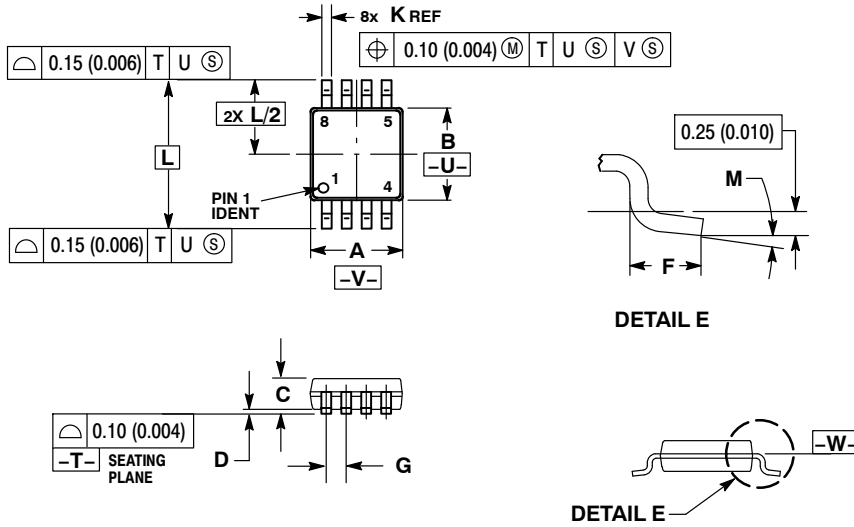 8x K REF
⌖ 0.10 (0.004) Ⓜ T U Ⓢ V Ⓢ
⌓ 0.15 (0.006) T U Ⓢ
2X L/2
L
8 5
B
–U–
1 4
PIN 1
IDENT
⌓ 0.15 (0.006) T U Ⓢ
A
–V–
0.25 (0.010)
M
F
DETAIL E
C
⌓ 0.10 (0.004)
–T– SEATING
PLANE
D
G
–W–
DETAIL E